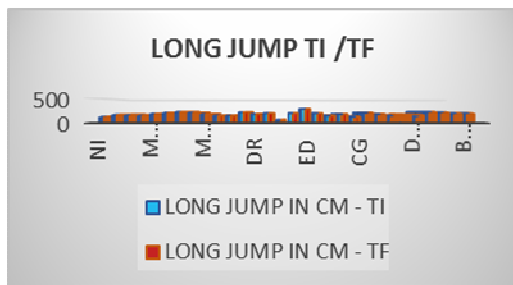 LONG JUMP TI /TF
500
0
NI
M...
M...
DR
ED
CG
D...
B...
LONG JUMP IN CM - TI
LONG JUMP IN CM - TF